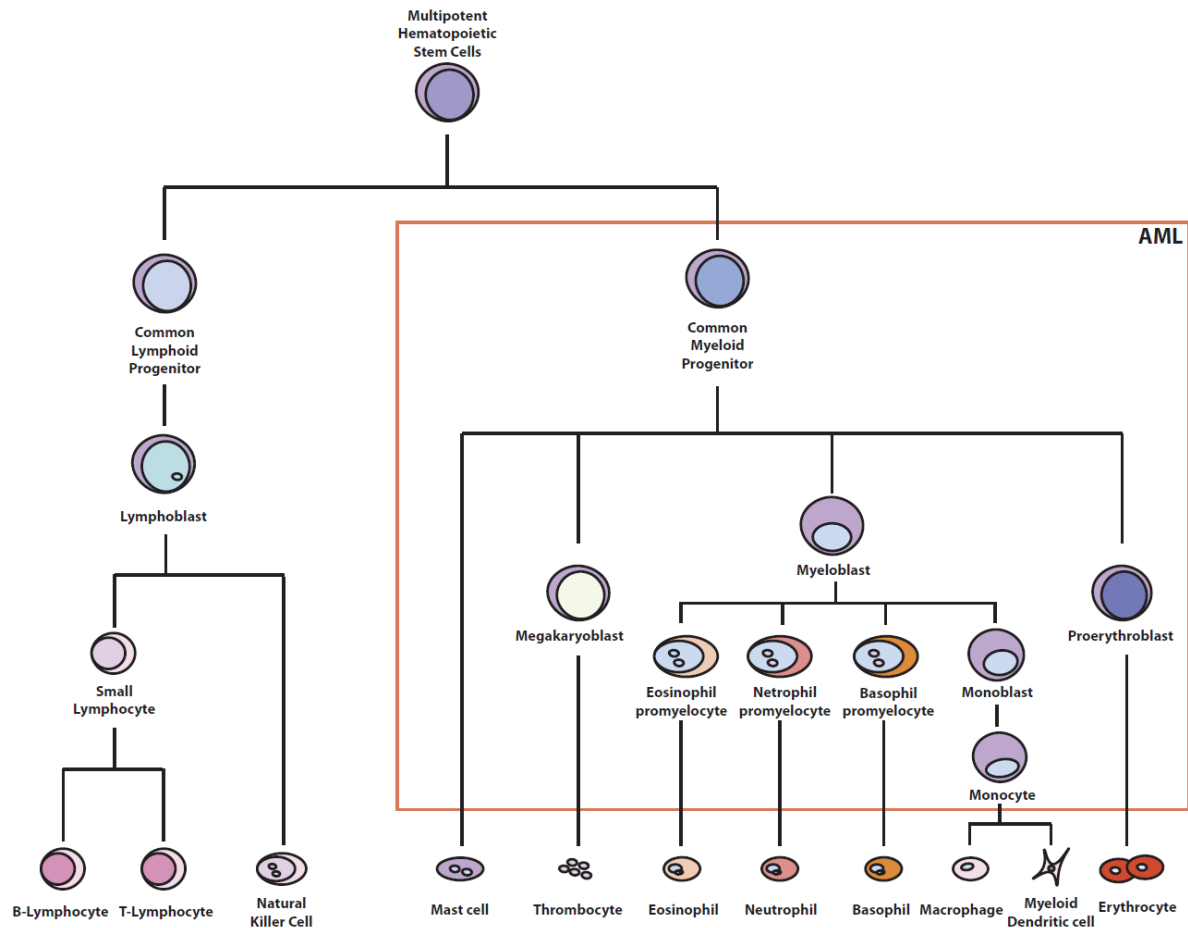 Multipotent
Hematopoietic
Stem Cells
AML
Common
Lymphoid
Progenitor
Common
Myeloid
Progenitor
Lymphoblast
Myeloblast
Megakaryoblast
Proerythroblast
Small
Lymphocyte
Eosinophil
promyelocyte
Netrophil
promyelocyte
Basophil
promyelocyte
Monoblast
Monocyte
B-Lymphocyte
T-Lymphocyte
Natural
Killer Cell
Mast cell
Thrombocyte
Eosinophil
Neutrophil
Basophil
Macrophage
Myeloid
Dendritic cell
Erythrocyte